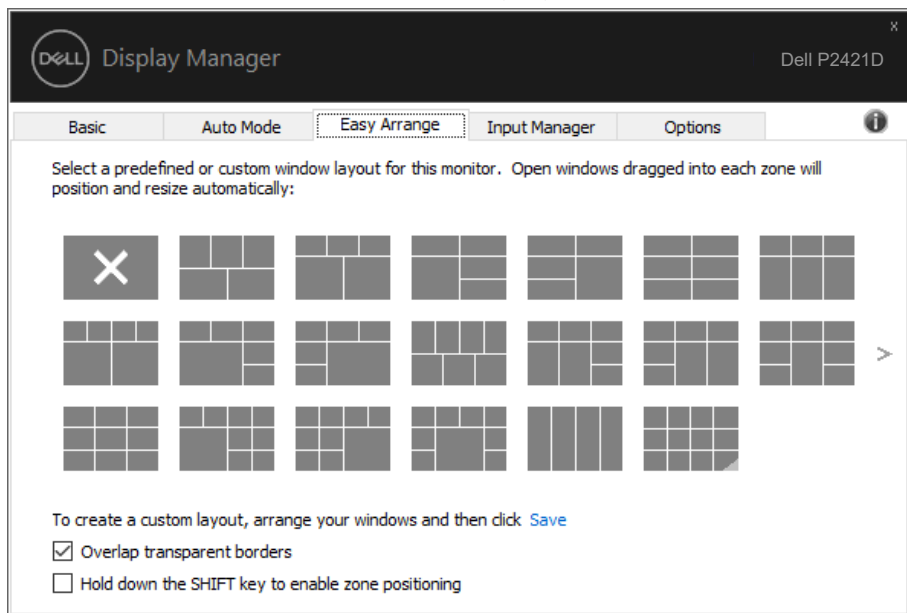 x
DELL Display Manager
Dell P2421D
Basic
Auto Mode
Easy Arrange
Input Manager
Options
Select a predefined or custom window layout for this monitor. Open windows dragged into each zone will
position and resize automatically:
>
To create a custom layout, arrange your windows and then click Save
Overlap transparent borders
Hold down the SHIFT key to enable zone positioning